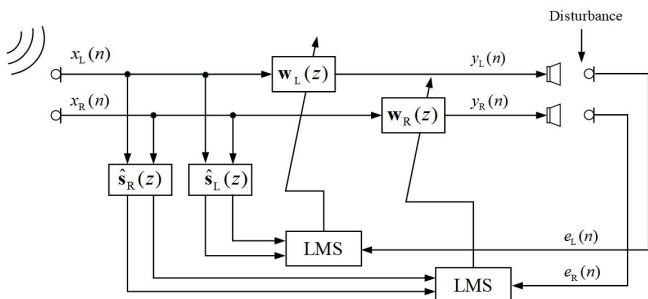 Disturbance
x_L(n)
w_L(z)
y_L(n)
x_R(n)
w_R(z)
y_R(n)
ŝ_R(z)
ŝ_L(z)
LMS
e_L(n)
LMS
e_R(n)